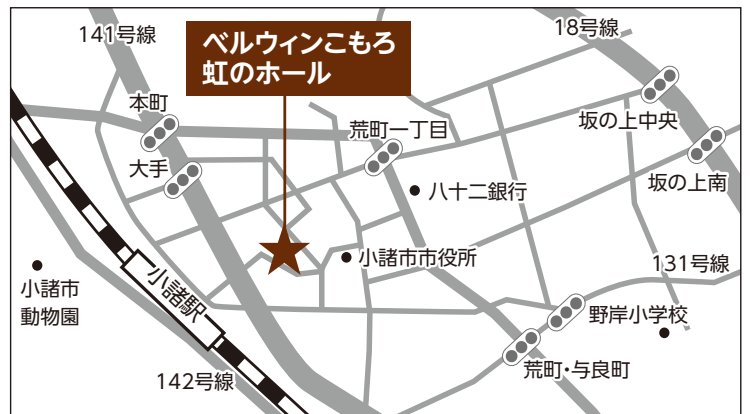 141号線
ベルウィンこもろ
虹のホール
18号線
本町
荒町一丁目
坂の上中央
大手
八十二銀行
坂の上南
小諸市市役所
131号線
小諸市
動物園
小諸駅
野岸小学校
荒町・与良町
142号線